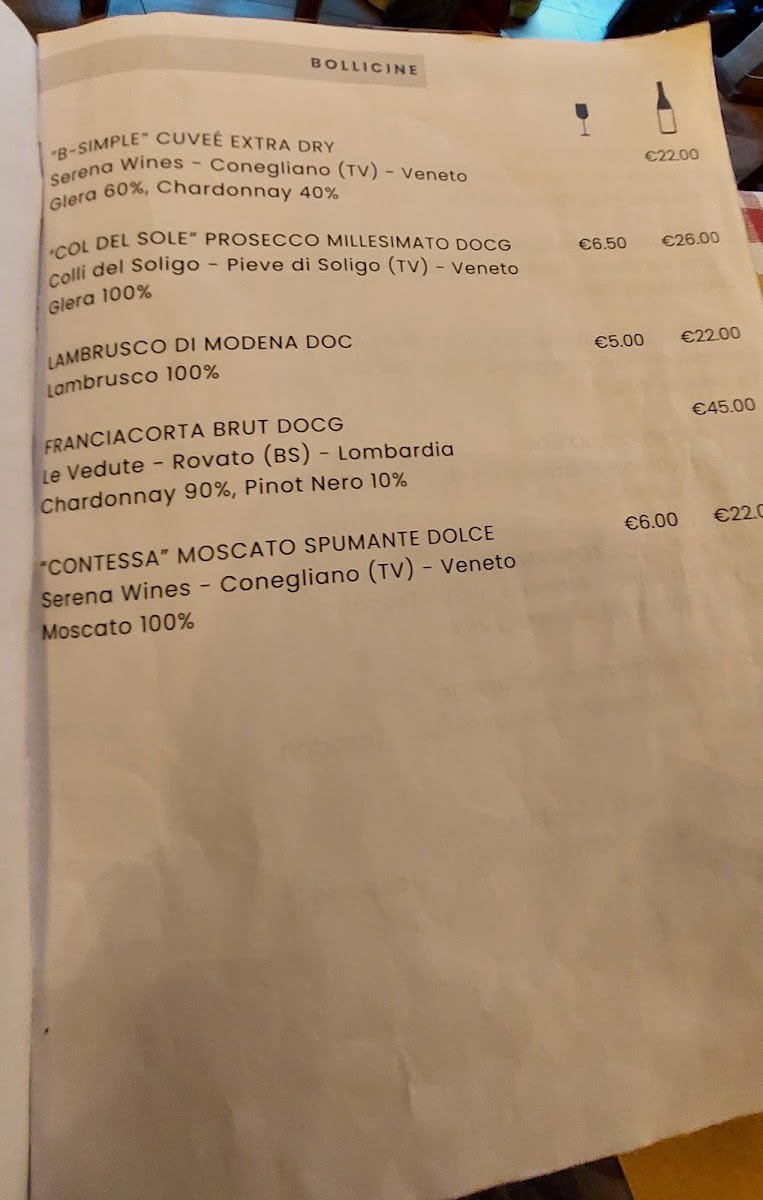 BOLLICINE
"B-SIMPLE" CUVEÉ EXTRA DRY €22.00
Serena Wines - Conegliano (TV) - Veneto
Glera 60%, Chardonnay 40%
"COL DEL SOLE" PROSECCO MILLESIMATO DOCG €6.50 €26.00
Colli del Soligo - Pieve di Soligo (TV) - Veneto
Glera 100%
LAMBRUSCO DI MODENA DOC €5.00 €22.00
Lambrusco 100%
FRANCIACORTA BRUT DOCG €45.00
Le Vedute - Rovato (BS) - Lombardia
Chardonnay 90%, Pinot Nero 10%
"CONTESSA" MOSCATO SPUMANTE DOLCE €6.00 €22.0
Serena Wines - Conegliano (TV) - Veneto
Moscato 100%